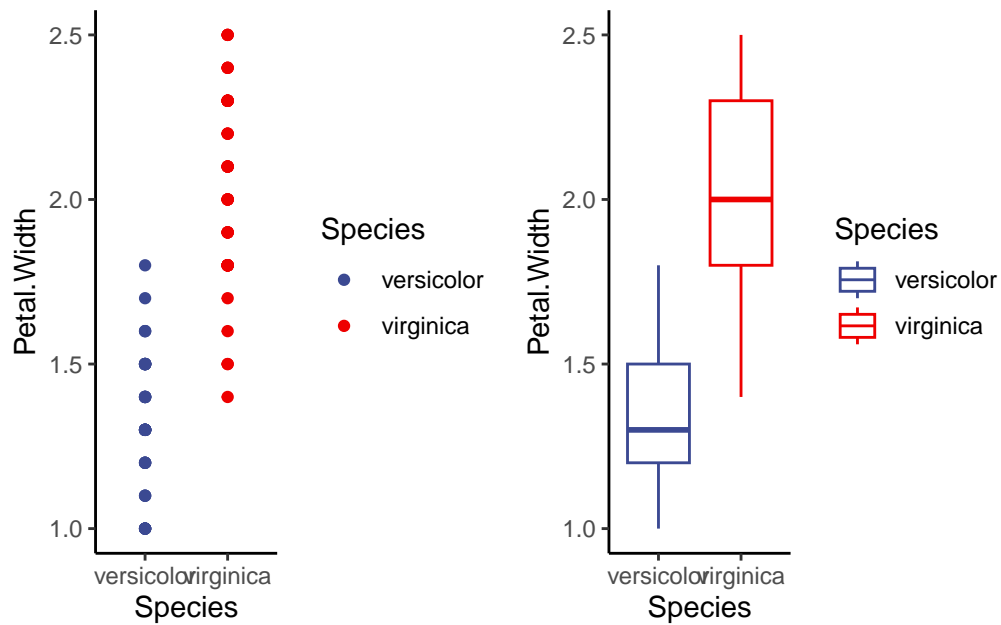 2.5
2.0
1.5
1.0
Petal.Width
versicolor
virginica
Species
Species
versicolor
virginica
2.5
2.0
1.5
1.0
Petal.Width
versicolor
virginica
Species
Species
versicolor
virginica